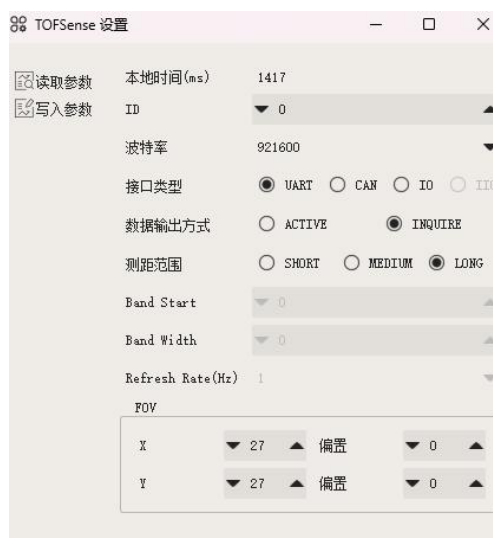 TOFSense 设置
读取参数
写入参数
本地时间(ms) 1417
ID 0
波特率 921600
接口类型 UART CAN IO IIC
数据输出方式 ACTIVE INQUIRE
测距范围 SHORT MEDIUM LONG
Band Start 0
Band Width 0
Refresh Rate(Hz) 1
FOV
X 27 偏置 0
Y 27 偏置 0